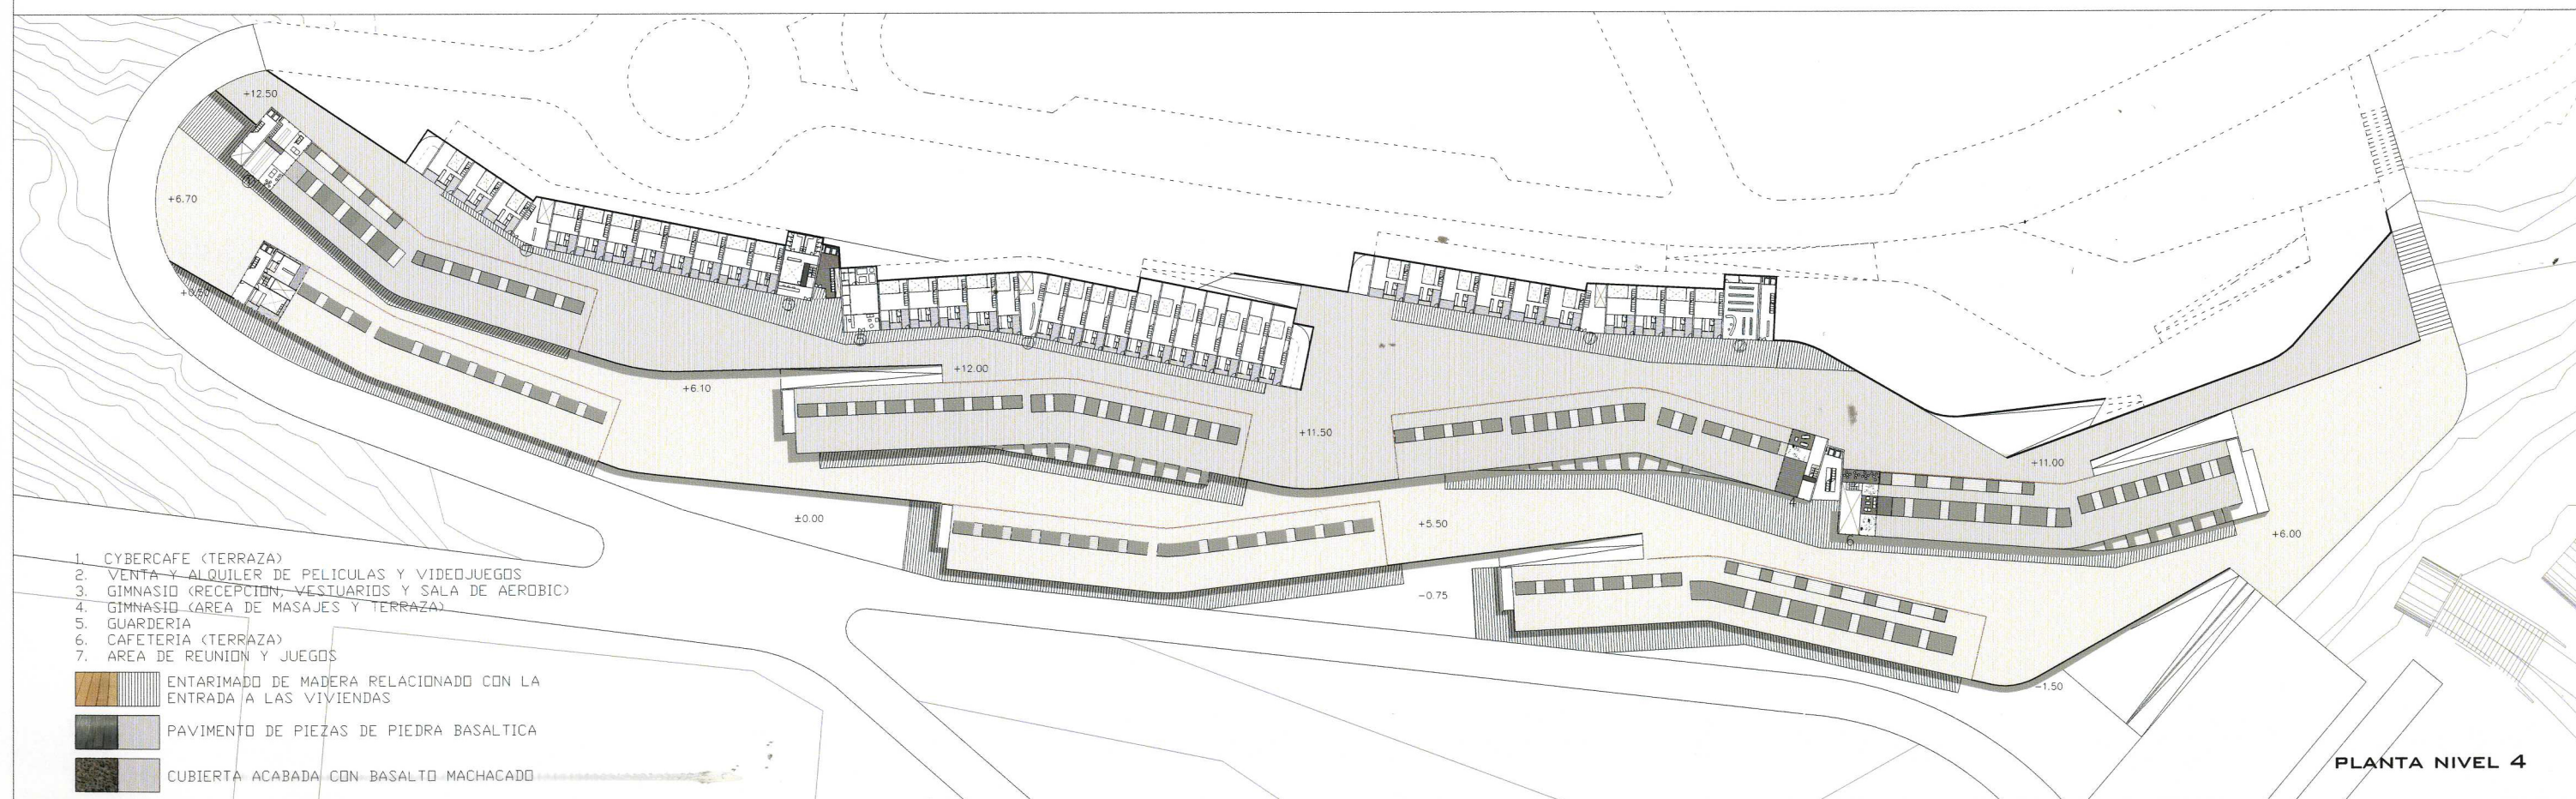 +12.50
+6.70
+0.50
+6.10
+12.00
+11.50
+11.00
±0.00
+5.50
+6.00
-0.75
-1.50
6
1. CYBERCAFE (TERRAZA)
2. VENTA Y ALQUILER DE PELICULAS Y VIDEOJUEGOS
3. GIMNASIO (RECEPCION, VESTUARIOS Y SALA DE AEROBIC)
4. GIMNASIO (AREA DE MASAJES Y TERRAZA)
5. GUARDERIA
6. CAFETERIA (TERRAZA)
7. AREA DE REUNION Y JUEGOS
ENTARIMADO DE MADERA RELACIONADO CON LA
ENTRADA A LAS VIVIENDAS
PAVIMENTO DE PIEZAS DE PIEDRA BASALTICA
CUBIERTA ACABADA CON BASALTO MACHACADO
PLANTA NIVEL 4